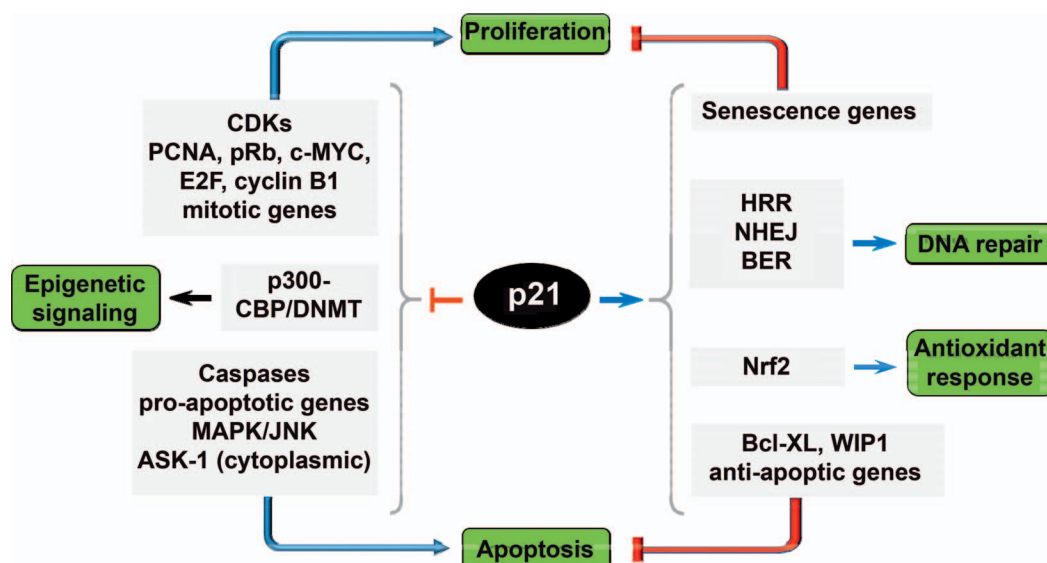 Proliferation
CDKs
PCNA, pRb, c-MYC,
E2F, cyclin B1
mitotic genes
Epigenetic
signaling
p300-
CBP/DNMT
Caspases
pro-apoptotic genes
MAPK/JNK
ASK-1 (cytoplasmic)
p21
Senescence genes
HRR
NHEJ
BER
DNA repair
Nrf2
Antioxidant
response
Bcl-XL, WIP1
anti-apoptic genes
Apoptosis